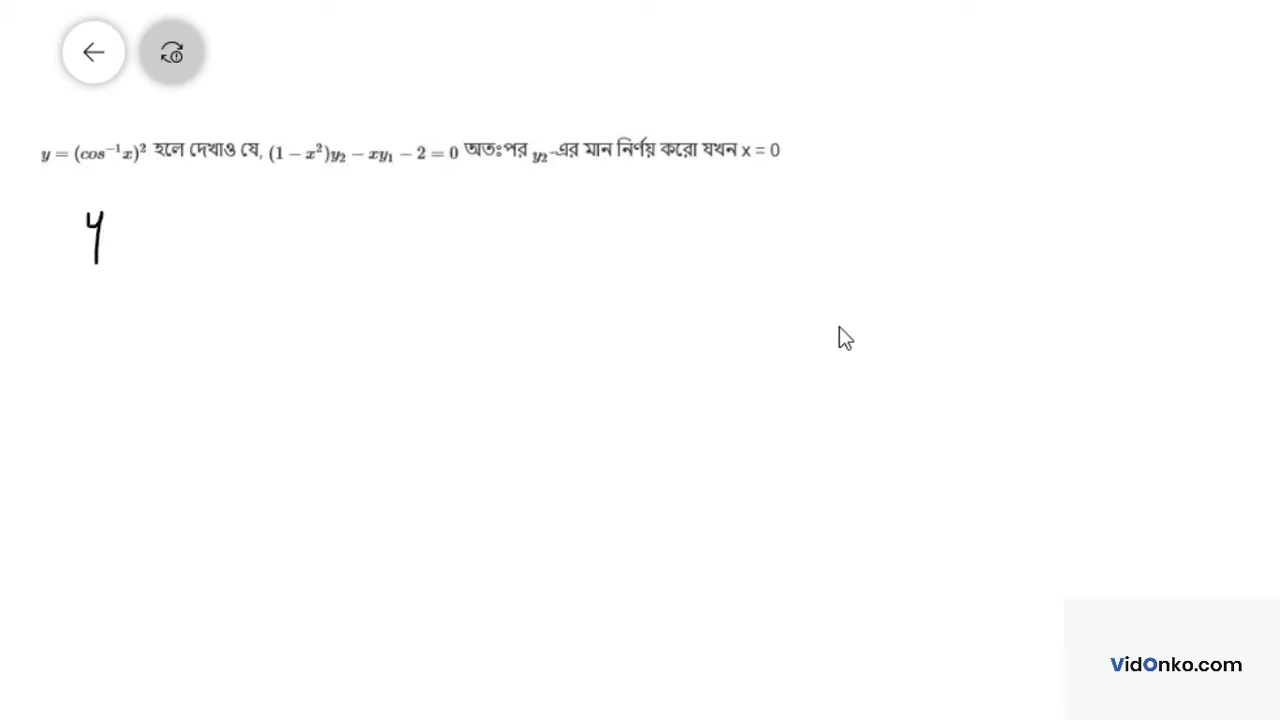 y = (cos⁻¹x)² হলে দেখাও যে, (1 − x²)y₂ − xy₁ − 2 = 0 অতঃপর y₂-এর মান নির্ণয় করো যখন x = 0
y
VidOnko.com